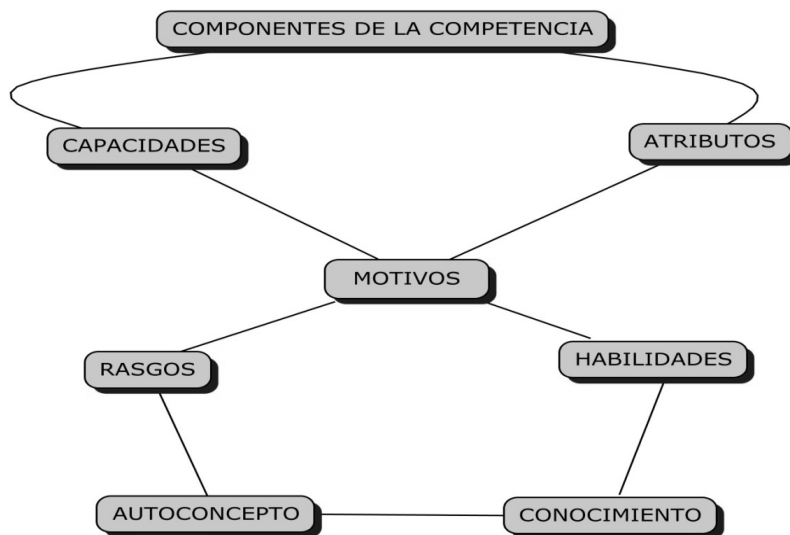 COMPONENTES DE LA COMPETENCIA
CAPACIDADES
ATRIBUTOS
MOTIVOS
RASGOS
HABILIDADES
AUTOCONCEPTO
CONOCIMIENTO